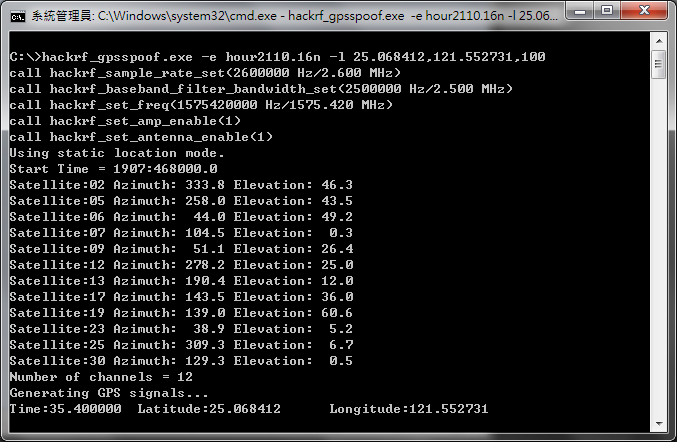 系統管理員: C:\Windows\system32\cmd.exe - hackrf_gpsspoof.exe -e hour2110.16n -l 25.06...
C:\>hackrf_gpsspoof.exe -e hour2110.16n -l 25.068412,121.552731,100
call hackrf_sample_rate_set(2600000 Hz/2.600 MHz)
call hackrf_baseband_filter_bandwidth_set(2500000 Hz/2.500 MHz)
call hackrf_set_freq(1575420000 Hz/1575.420 MHz)
call hackrf_set_amp_enable(1)
call hackrf_set_antenna_enable(1)
Using static location mode.
Start Time = 1907:468000.0
Satellite:02 Azimuth: 333.8 Elevation: 46.3
Satellite:05 Azimuth: 258.0 Elevation: 43.5
Satellite:06 Azimuth:  44.0 Elevation: 49.2
Satellite:07 Azimuth: 104.5 Elevation:  0.3
Satellite:09 Azimuth:  51.1 Elevation: 26.4
Satellite:12 Azimuth: 278.2 Elevation: 25.0
Satellite:13 Azimuth: 190.4 Elevation: 12.0
Satellite:17 Azimuth: 143.5 Elevation: 36.0
Satellite:19 Azimuth: 139.0 Elevation: 60.6
Satellite:23 Azimuth:  38.9 Elevation:  5.2
Satellite:25 Azimuth: 309.3 Elevation:  6.7
Satellite:30 Azimuth: 129.3 Elevation:  0.5
Number of channels = 12
Generating GPS signals...
Time:35.400000  Latitude:25.068412      Longitude:121.552731